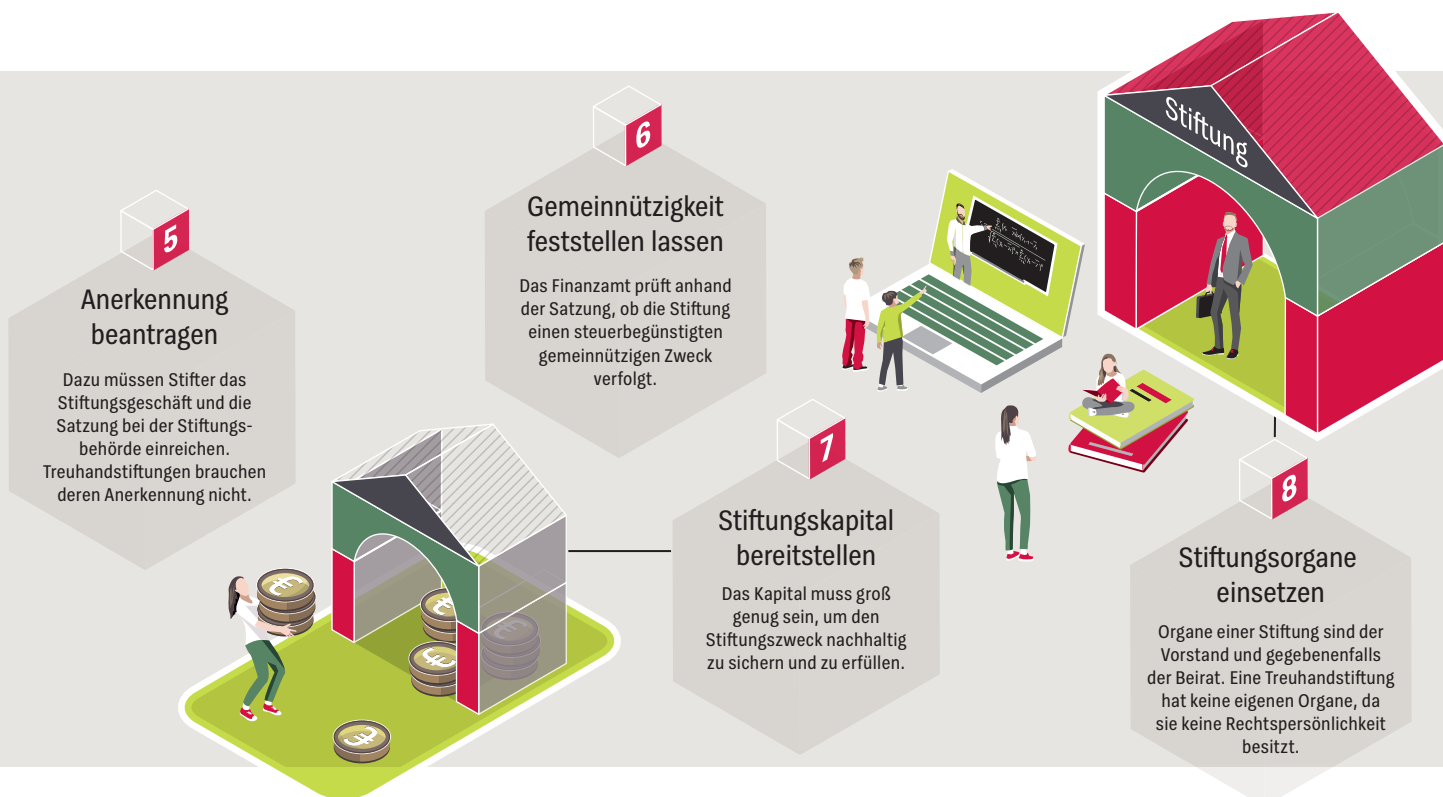 5
Anerkennung
beantragen
Dazu müssen Stifter das
Stiftungsgeschäft und die
Satzung bei der Stiftungs-
behörde einreichen.
Treuhandstiftungen brauchen
deren Anerkennung nicht.
6
Gemeinnützigkeit
feststellen lassen
Das Finanzamt prüft anhand
der Satzung, ob die Stiftung
einen steuerbegünstigten
gemeinnützigen Zweck
verfolgt.
7
Stiftungskapital
bereitstellen
Das Kapital muss groß
genug sein, um den
Stiftungszweck nachhaltig
zu sichern und zu erfüllen.
Stiftung
8
Stiftungsorgane
einsetzen
Organe einer Stiftung sind der
Vorstand und gegebenenfalls
der Beirat. Eine Treuhandstiftung
hat keine eigenen Organe, da
sie keine Rechtspersönlichkeit
besitzt.